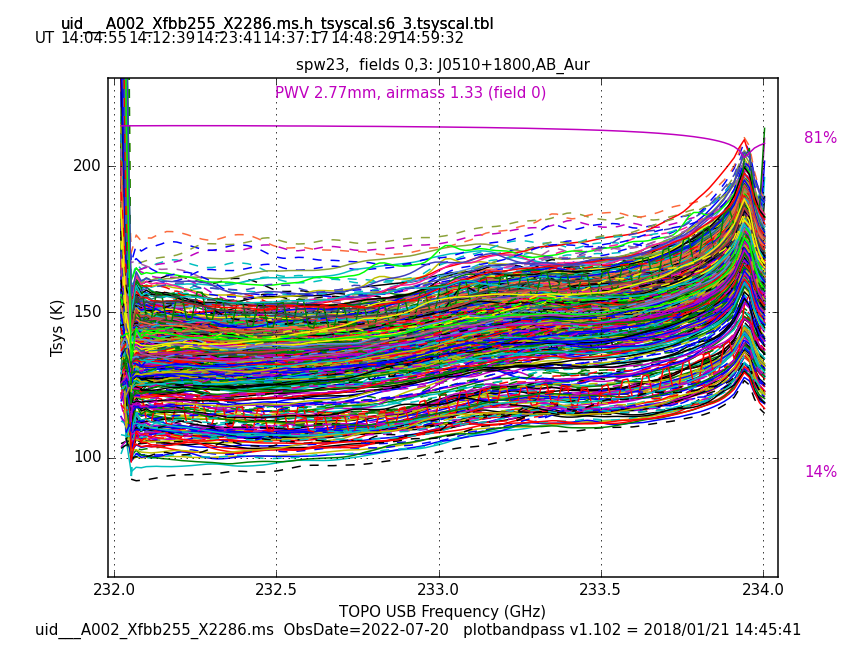 uid___A002_Xfbb255_X2286.ms.h_tsyscal.s6_3.tsyscal.tbl
UT 14:04:55 14:12:39 14:23:41 14:37:17 14:48:29 14:59:32
spw23,  fields 0,3: J0510+1800,AB_Aur
PWV 2.77mm, airmass 1.33 (field 0)
81%
200
150
Tsys (K)
100
14%
232.0 232.5 233.0 233.5 234.0
TOPO USB Frequency (GHz)
uid___A002_Xfbb255_X2286.ms  ObsDate=2022-07-20   plotbandpass v1.102 = 2018/01/21 14:45:41